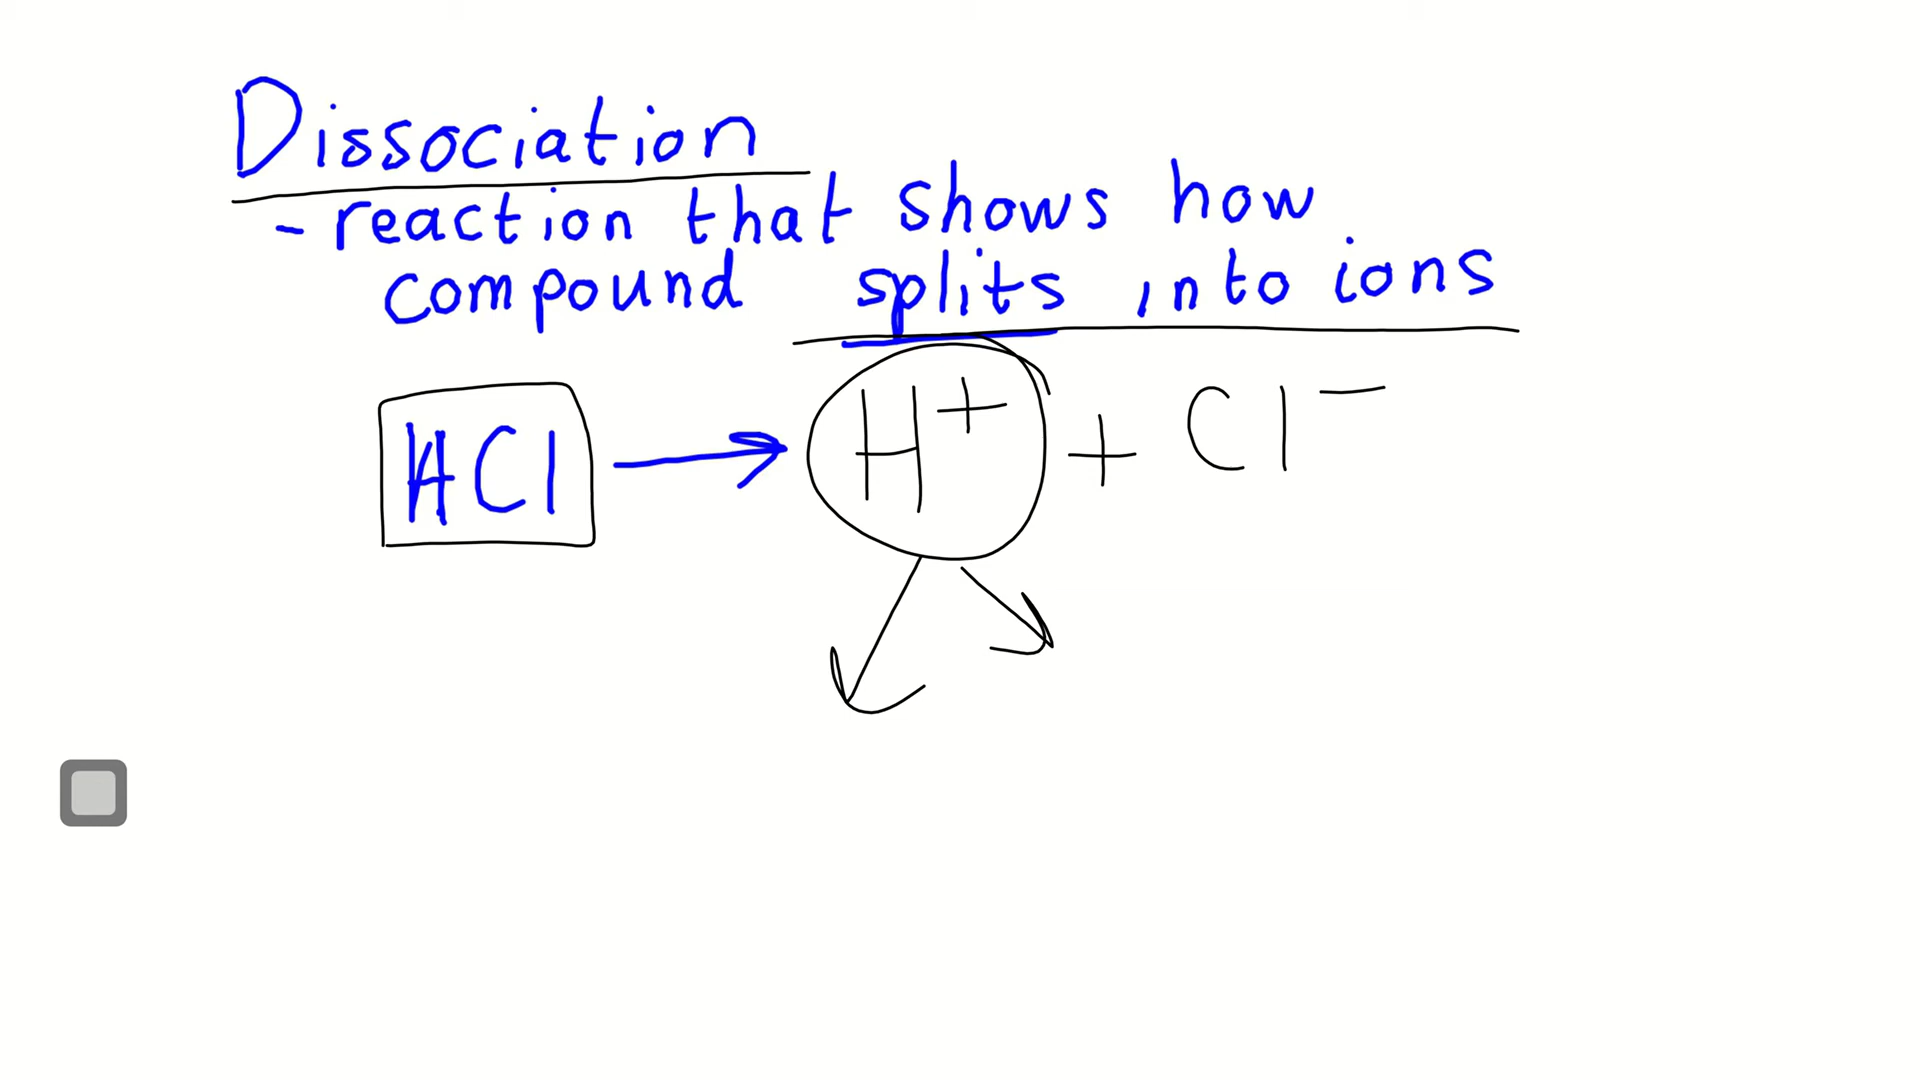 Dissociation
- reaction that shows how
compound splits into ions
HCl → H⁺ + Cl⁻